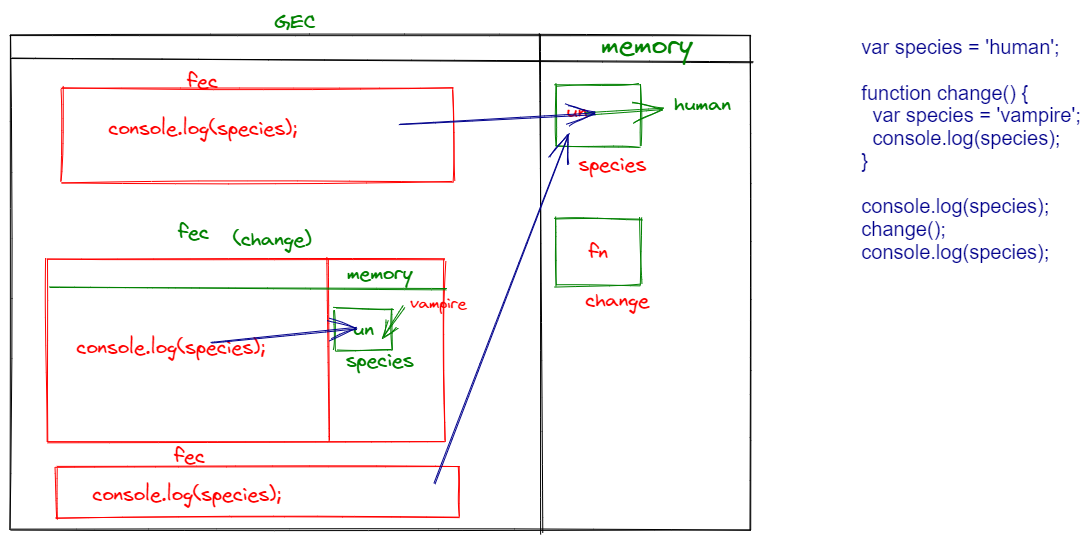 GEC
memory
fec
console.log(species);
un
human
species
fec (change)
memory
vampire
un
console.log(species);
species
fn
change
fec
console.log(species);
var species = 'human';
function change() {
var species = 'vampire';
console.log(species);
}
console.log(species);
change();
console.log(species);